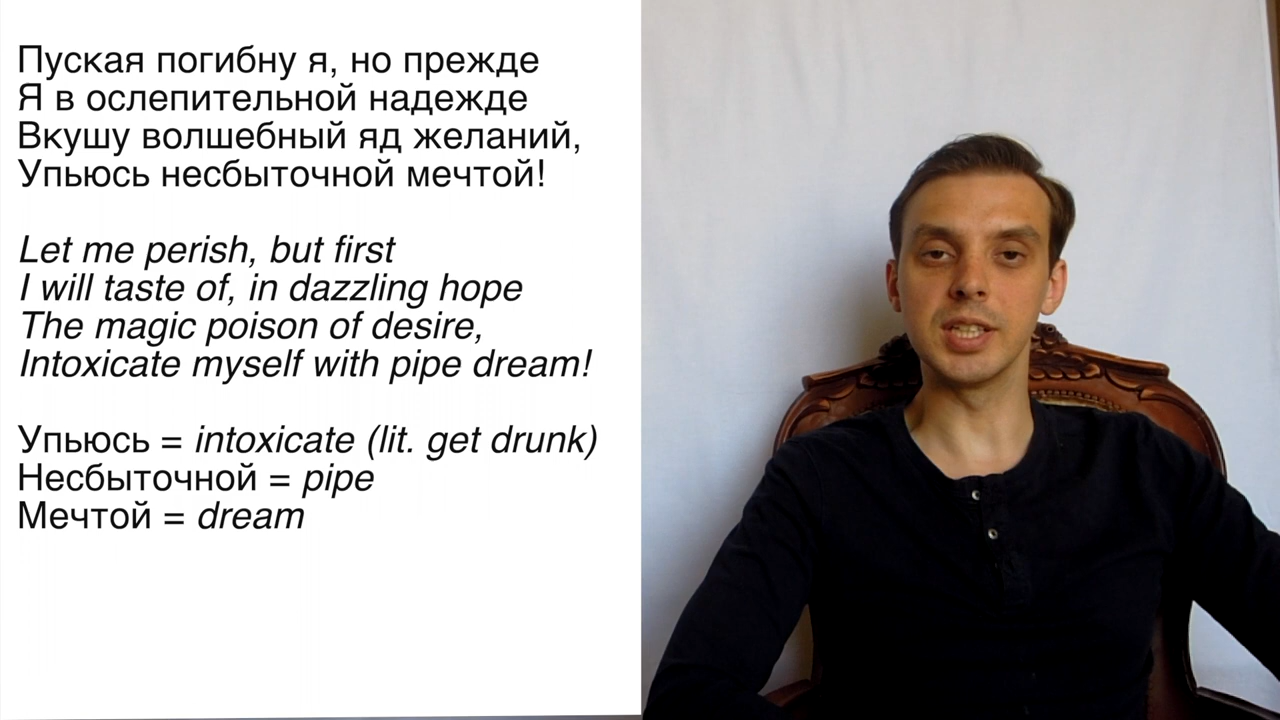 Пуская погибну я, но прежде
Я в ослепительной надежде
Вкушу волшебный яд желаний,
Упьюсь несбыточной мечтой!
Let me perish, but first
I will taste of, in dazzling hope
The magic poison of desire,
Intoxicate myself with pipe dream!
Упьюсь = intoxicate (lit. get drunk)
Несбыточной = pipe
Мечтой = dream